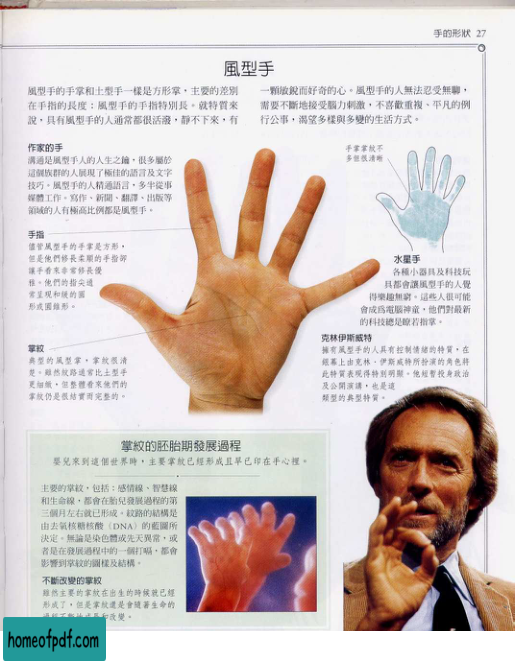 手的形狀 27
風型手
風型手的手掌和土型手一樣是方形掌，主要的差別
在手指的長度：風型手的手指特別長。就特質來
說，具有風型手的人通常都很活潑，靜不下來，有
一顆敏銳而好奇的心。風型手的人無法忍受無聊，
需要不斷地接受腦力刺激，不喜歡重複、平凡的例
行公事，渴望多樣與多變的生活方式。
作家的手
溝通是風型手人的人生之鑰，很多屬於
這個族群的人展現了極佳的語言及文字
技巧。風型手的人精通語言，多半從事
媒體工作。寫作、新聞、翻譯、出版等
領域的人有極高比例都是風型手。
手指
儘管風型手的手掌是方形，
但是他們修長柔順的手指卻
讓手看來非常修長優
雅。他們的指尖通
常呈現和緩的圓
形或圓錐形。
掌紋
典型的風型掌，掌紋很清
楚。雖然紋路通常比土型手
更細緻，但整體看來他們的
掌紋仍是很結實而完整的。
手掌掌紋不
多但很清晰
水星手
各種小器具及科技玩
具都會讓風型手的人覺
得樂趣無窮。這些人很可能
會成為電腦神童，他們對最新
的科技總是瞭若指掌。
克林伊斯威特
擁有風型手的人具有控制情緒的特質，在
銀幕上由克林．伊斯威特所扮演的角色將
此特質表現得特別明顯。他短暫投身政治
及公開演講，也是這
類型的典型特質。
掌紋的胚胎期發展過程
嬰兒來到這個世界時，主要掌紋已經形成且早已印在手心裡。
主要的掌紋，包括：感情線、智慧線
和生命線，都會在胎兒發展過程的第
三個月左右就已形成。紋路的結構是
由去氧核糖核酸（DNA）的藍圖所
決定。無論是染色體或先天異常，或
者是在發展過程中的一個打嗝，都會
影響到掌紋的圖樣及結構。
不斷改變的掌紋
雖然主要的掌紋在出生的時候就已經
形成了，但是掌紋還是會隨著生命的
homeofpdf.com